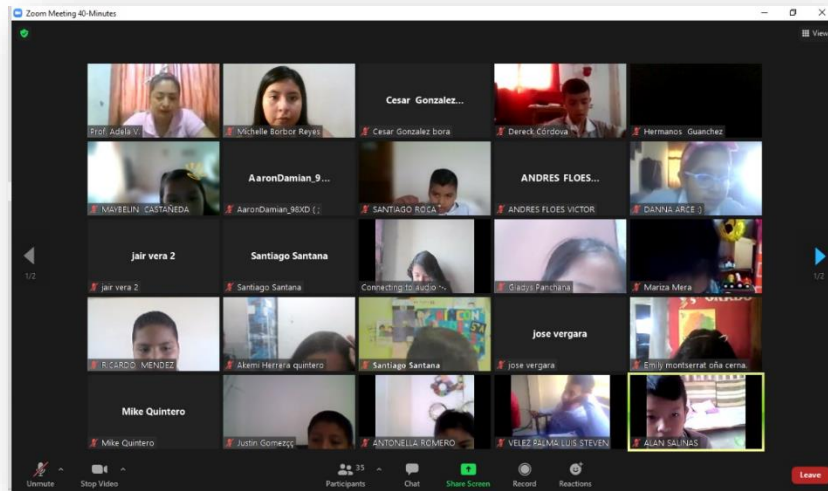 Zoom Meeting 40-Minutes
View
Prof. Adela V.
Michelle Borbor Reyes
Cesar Gonzalez...
Cesar Gonzalez bora
Dereck Córdova
Hermanos Guanchez
MAYBELIN CASTAÑEDA
AaronDamian_9...
AaronDamian_98XD ( ;
SANTIAGO ROCA
ANDRES FLOES...
ANDRES FLOES VICTOR
DANNA ARCE :)
jair vera 2
jair vera 2
Santiago Santana
Santiago Santana
Connecting to audio
Gladys Panchana
Mariza Mera
1/2
1/2
RICARDO MENDEZ
Akemi Herrera quintero
RINCON
Santiago Santana
jose vergara
jose vergara
GRADO
Emily montserrat oña cerna.
Mike Quintero
Mike Quintero
Justin Gomezçç
ANTONELLA ROMERO
VELEZ PALMA LUIS STEVEN
ALAN SALINAS
Unmute
Stop Video
35
Participants
Chat
Share Screen
Record
Reactions
Leave